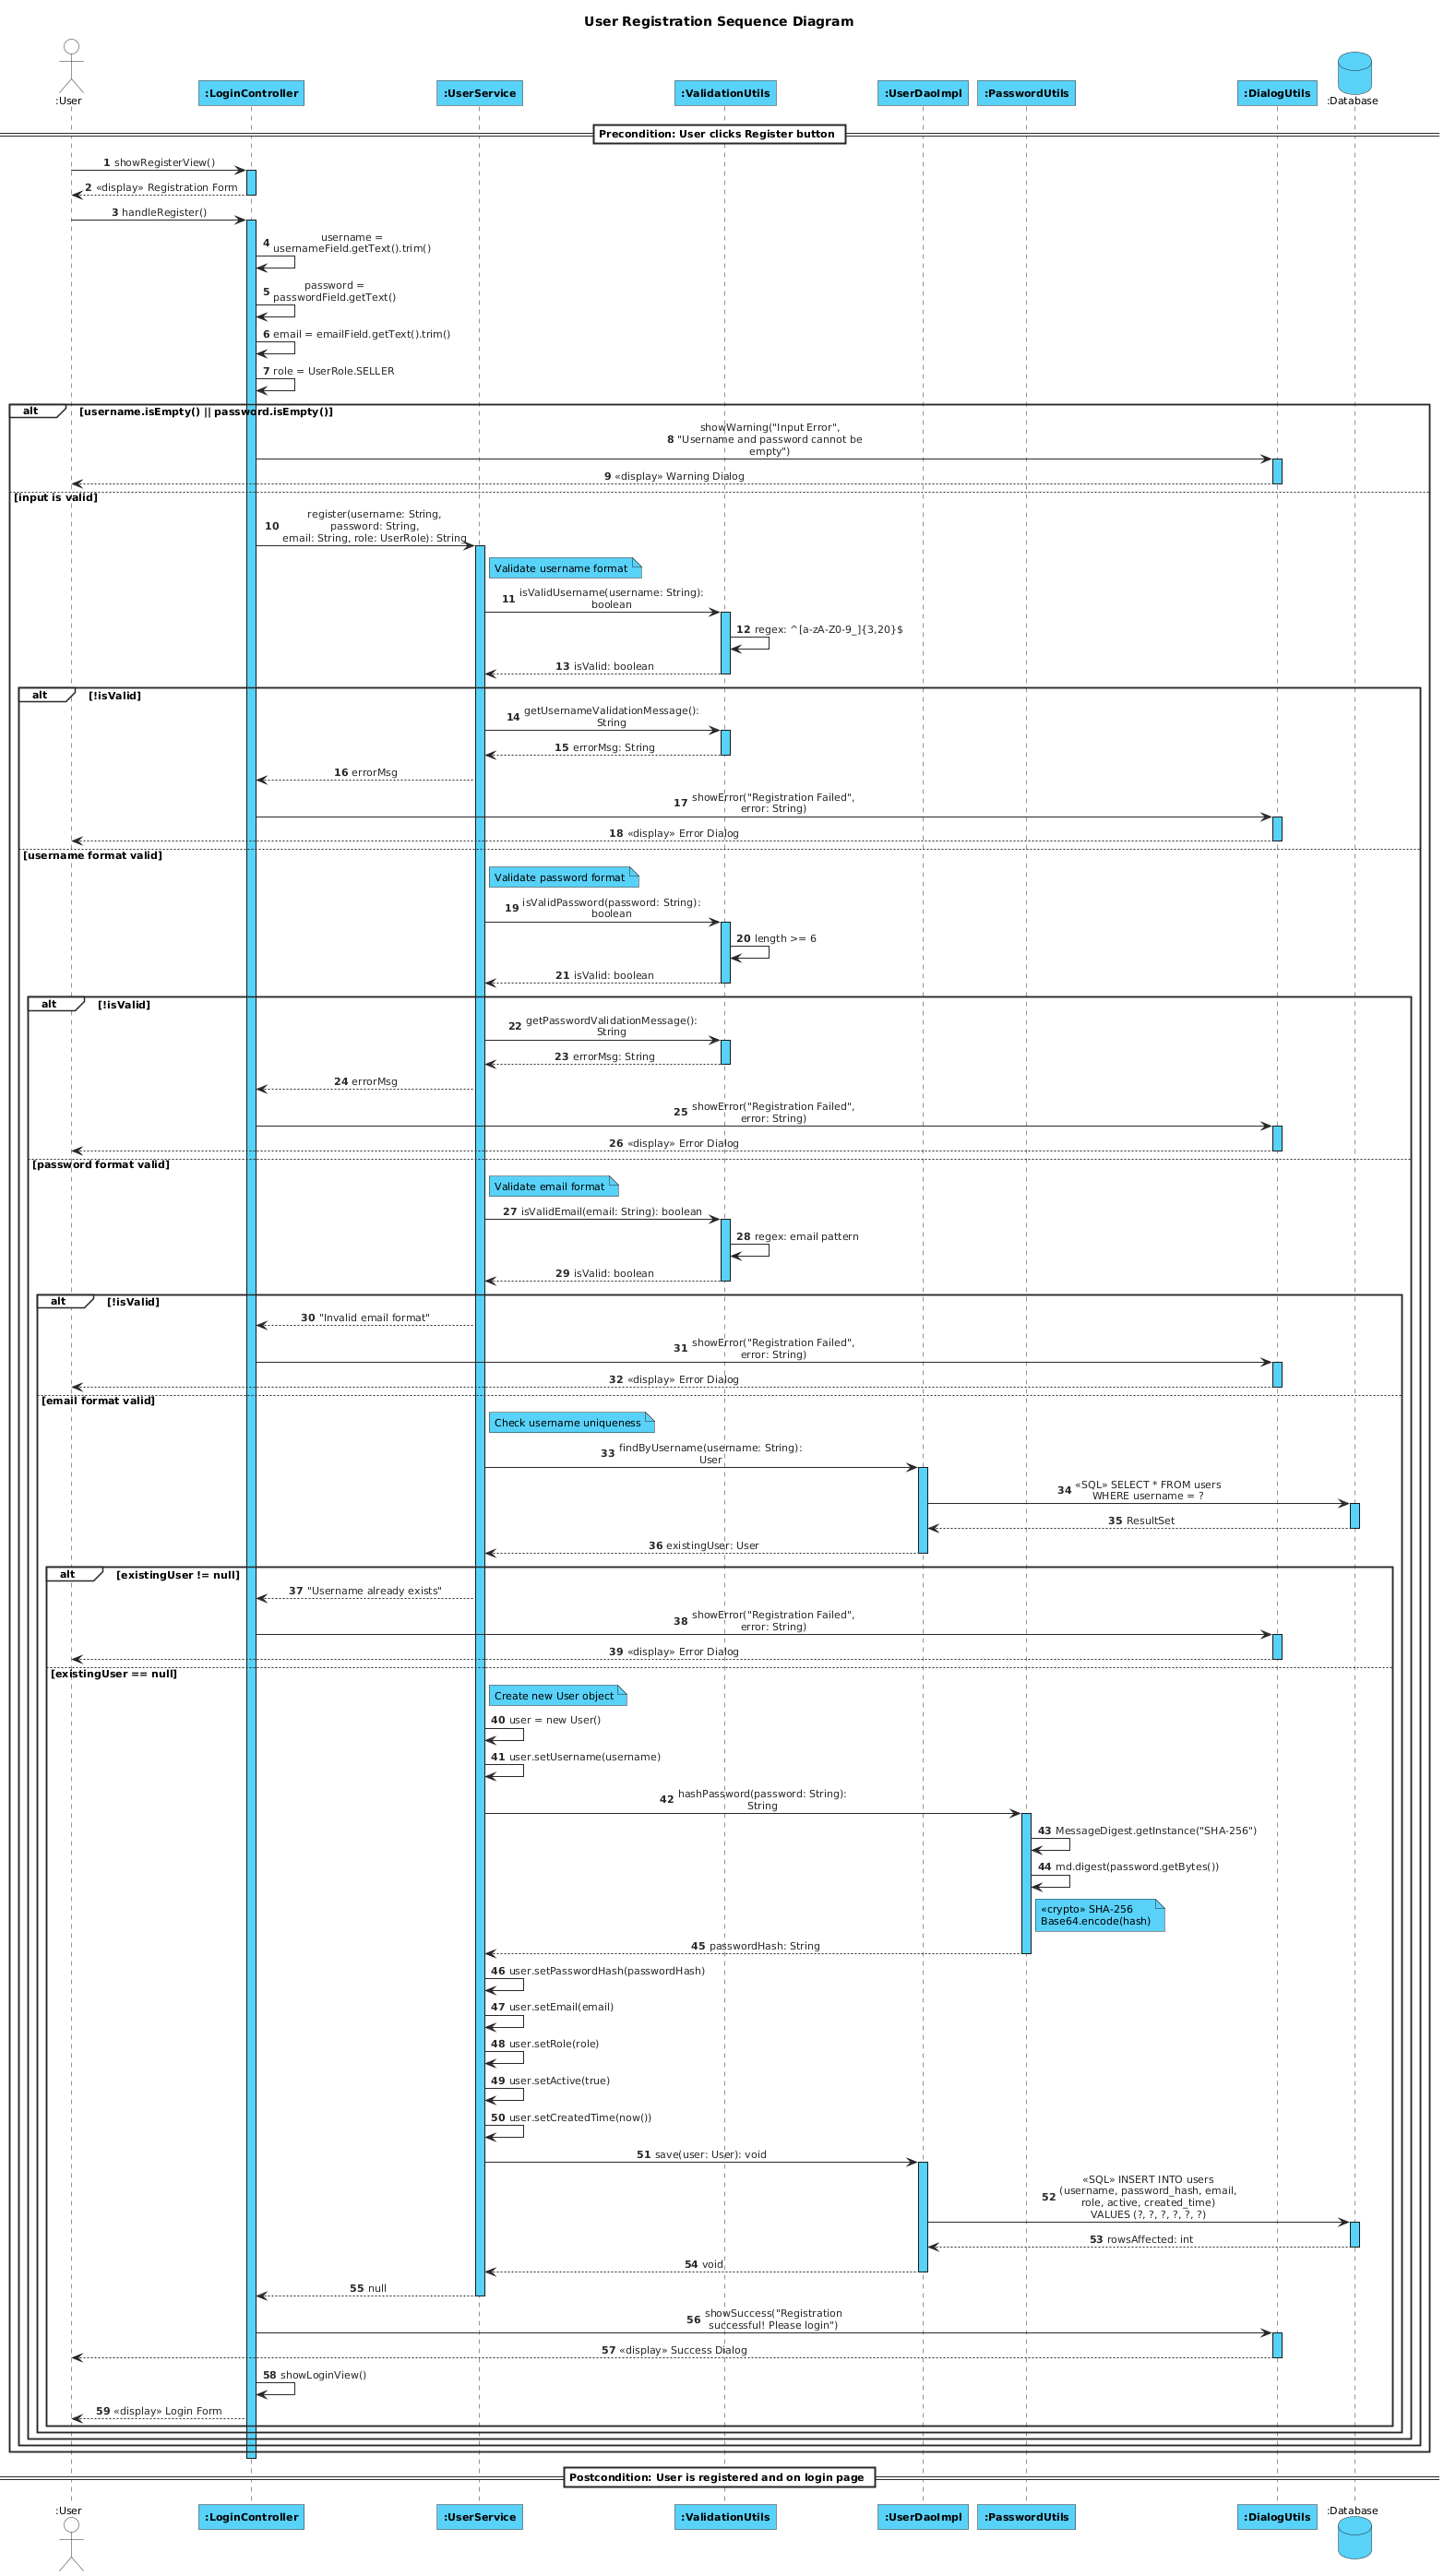 User Registration Sequence Diagram
:User
:LoginController
:UserService
:ValidationUtils
:UserDaoImpl
:PasswordUtils
:DialogUtils
:Database
Precondition: User clicks Register button
1 showRegisterView()
2 «display» Registration Form
3 handleRegister()
4 username =
usernameField.getText().trim()
5 password =
passwordField.getText()
6 email = emailField.getText().trim()
7 role = UserRole.SELLER
alt [username.isEmpty() || password.isEmpty()]
showWarning("Input Error",
8 "Username and password cannot be
empty")
9 «display» Warning Dialog
[input is valid]
register(username: String,
10 password: String,
email: String, role: UserRole): String
Validate username format
11 isValidUsername(username: String):
boolean
12 regex: ^[a-zA-Z0-9_]{3,20}$
13 isValid: boolean
alt [!isValid]
14 getUsernameValidationMessage():
String
15 errorMsg: String
16 errorMsg
17 showError("Registration Failed",
error: String)
18 «display» Error Dialog
[username format valid]
Validate password format
19 isValidPassword(password: String):
boolean
20 length >= 6
21 isValid: boolean
alt [!isValid]
22 getPasswordValidationMessage():
String
23 errorMsg: String
24 errorMsg
25 showError("Registration Failed",
error: String)
26 «display» Error Dialog
[password format valid]
Validate email format
27 isValidEmail(email: String): boolean
28 regex: email pattern
29 isValid: boolean
alt [!isValid]
30 "Invalid email format"
31 showError("Registration Failed",
error: String)
32 «display» Error Dialog
[email format valid]
Check username uniqueness
33 findByUsername(username: String):
User
34 «SQL» SELECT * FROM users
WHERE username = ?
35 ResultSet
36 existingUser: User
alt [existingUser != null]
37 "Username already exists"
38 showError("Registration Failed",
error: String)
39 «display» Error Dialog
[existingUser == null]
Create new User object
40 user = new User()
41 user.setUsername(username)
42 hashPassword(password: String):
String
43 MessageDigest.getInstance("SHA-256")
44 md.digest(password.getBytes())
«crypto» SHA-256
Base64.encode(hash)
45 passwordHash: String
46 user.setPasswordHash(passwordHash)
47 user.setEmail(email)
48 user.setRole(role)
49 user.setActive(true)
50 user.setCreatedTime(now())
51 save(user: User): void
«SQL» INSERT INTO users
52 (username, password_hash, email,
role, active, created_time)
VALUES (?, ?, ?, ?, ?, ?)
53 rowsAffected: int
54 void
55 null
56 showSuccess("Registration
successful! Please login")
57 «display» Success Dialog
58 showLoginView()
59 «display» Login Form
Postcondition: User is registered and on login page
:User
:LoginController
:UserService
:ValidationUtils
:UserDaoImpl
:PasswordUtils
:DialogUtils
:Database